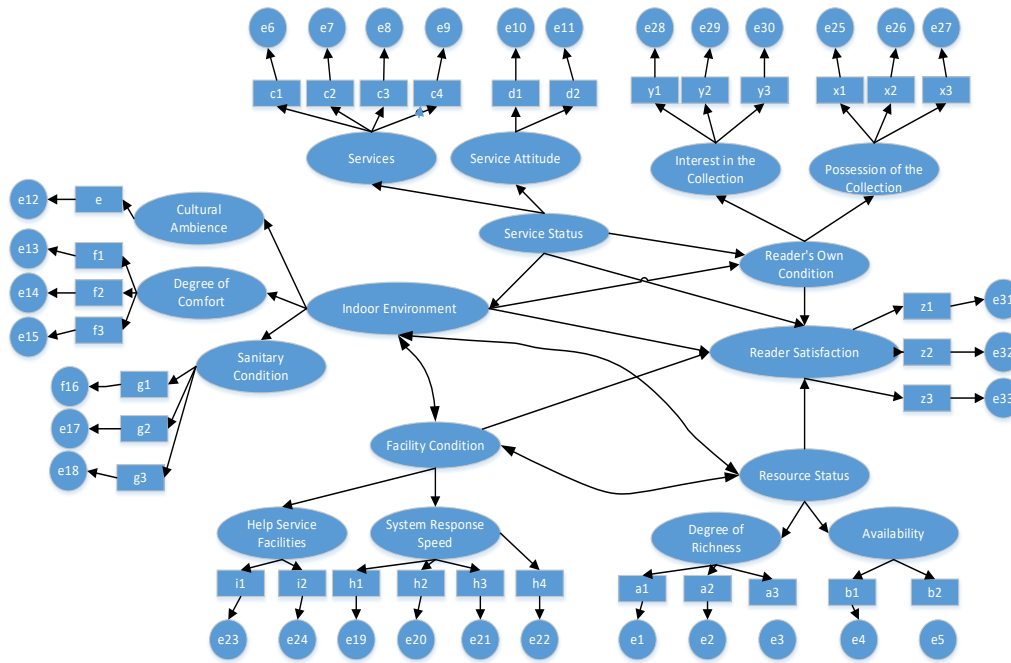 e6
e7
e8
e9
e10
e11
e28
e29
e30
e25
e26
e27
c1
c2
c3
c4
d1
d2
y1
y2
y3
x1
x2
x3
Services
Service Attitude
Interest in the
Collection
Possession of the
Collection
e12
e
Cultural
Ambience
Service Status
e13
f1
Reader's Own
Condition
e14
f2
Degree of
Comfort
Indoor Environment
z1
e31
e15
f3
Sanitary
Condition
Reader Satisfaction
z2
e32
f16
g1
z3
e33
e17
g2
Facility Condition
e18
g3
Resource Status
Help Service
Facilities
System Response
Speed
Degree of
Richness
Availability
i1
i2
h1
h2
h3
h4
a1
a2
a3
b1
b2
e23
e24
e19
e20
e21
e22
e1
e2
e3
e4
e5